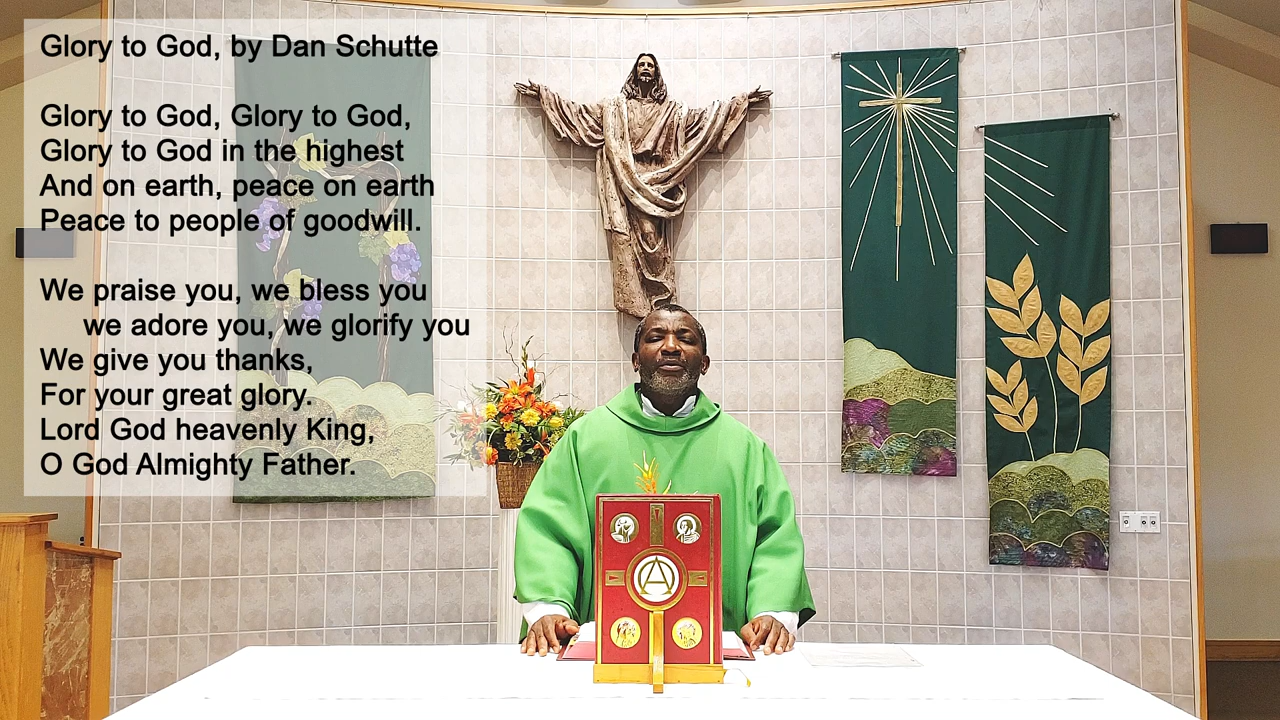 Glory to God, by Dan Schutte
Glory to God, Glory to God,
Glory to God in the highest
And on earth, peace on earth
Peace to people of goodwill.
We praise you, we bless you
we adore you, we glorify you
We give you thanks,
For your great glory.
Lord God heavenly King,
O God Almighty Father.